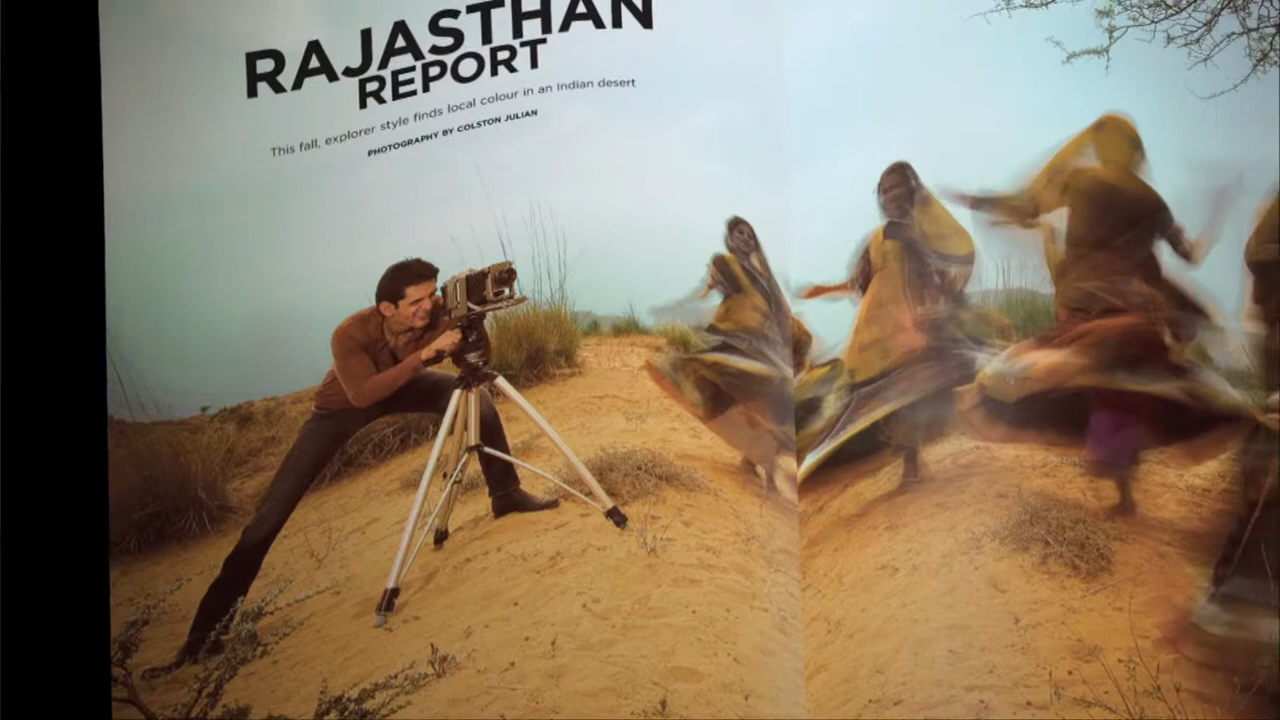 RAJASTHAN
REPORT
This fall, explorer style finds local colour in an Indian desert
PHOTOGRAPHY BY COLSTON JULIAN